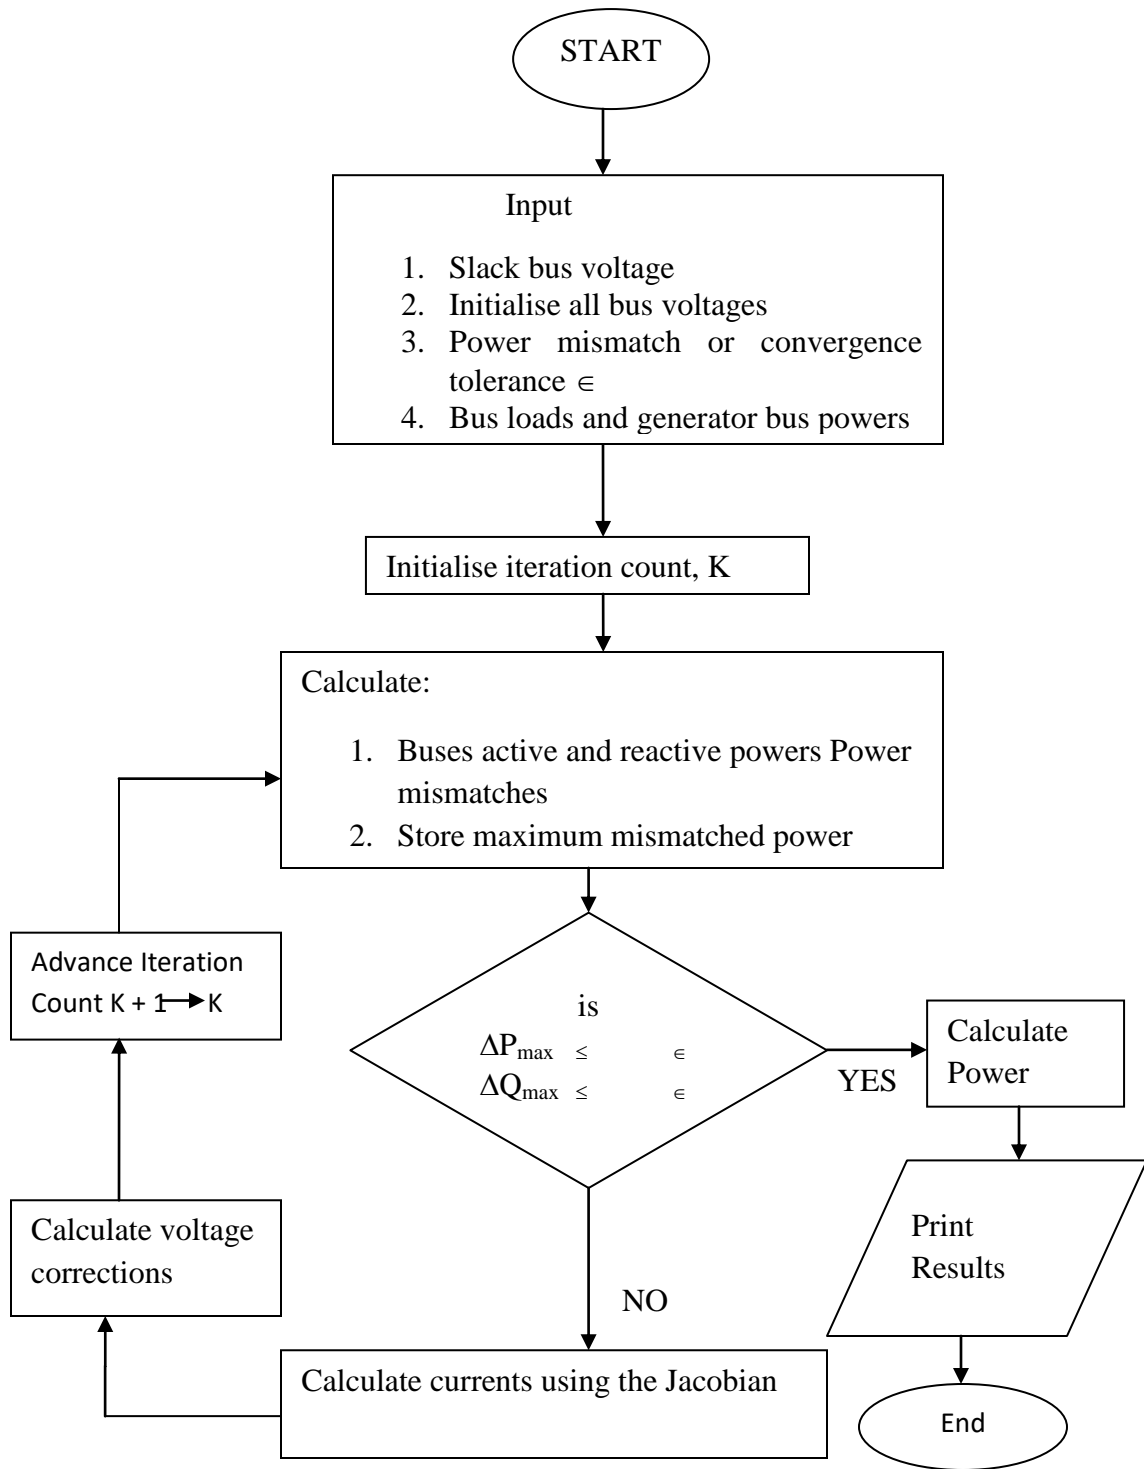 START
Input
1. Slack bus voltage
2. Initialise all bus voltages
3. Power mismatch or convergence
tolerance ∈
4. Bus loads and generator bus powers
Initialise iteration count, K
Calculate:
1. Buses active and reactive powers Power
mismatches
2. Store maximum mismatched power
Advance Iteration
Count K + 1 → K
is
ΔPmax ≤ ∈
ΔQmax ≤ ∈
YES
Calculate
Power
Calculate voltage
corrections
Print
Results
NO
Calculate currents using the Jacobian
End